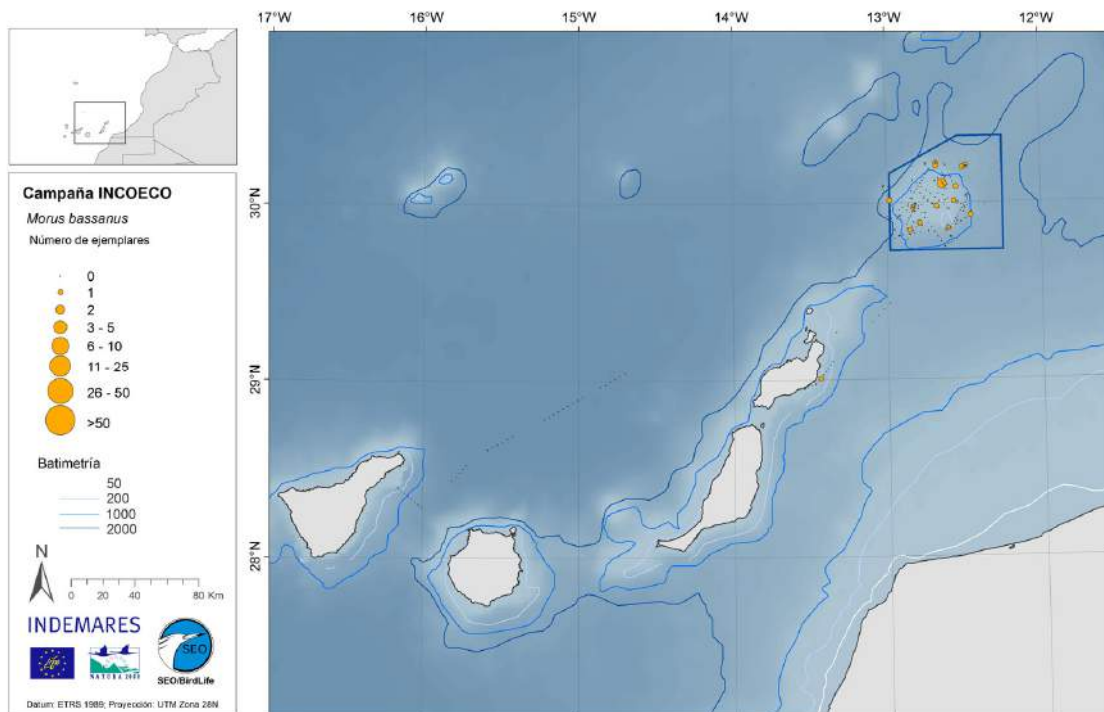 17°W 16°W 15°W 14°W 13°W 12°W
30°N
29°N
28°N
Campaña INCOECO
Morus bassanus
Número de ejemplares
0
1
2
3 - 5
6 - 10
11 - 25
26 - 50
>50
Batimetría
50
200
1000
2000
N
0 20 40 80 Km
INDEMARES
NATURA 2000
SEO
SEO/BirdLife
Datum: ETRS 1989; Proyección: UTM Zona 28N